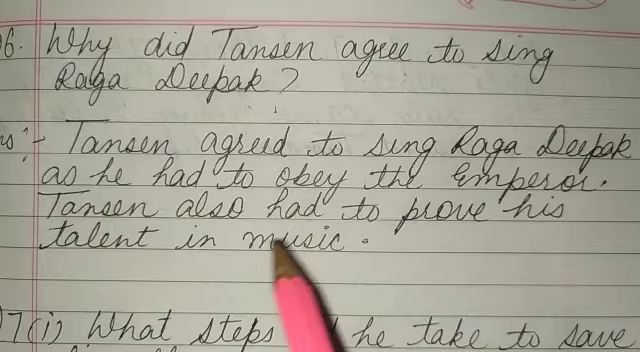 6. Why did Tansen agree to sing
Raga Deepak?
ns:- Tansen agreed to sing Raga Deepak
as he had to obey the Emperor.
Tansen also had to prove his
talent in music.
7(i) What steps he take to save